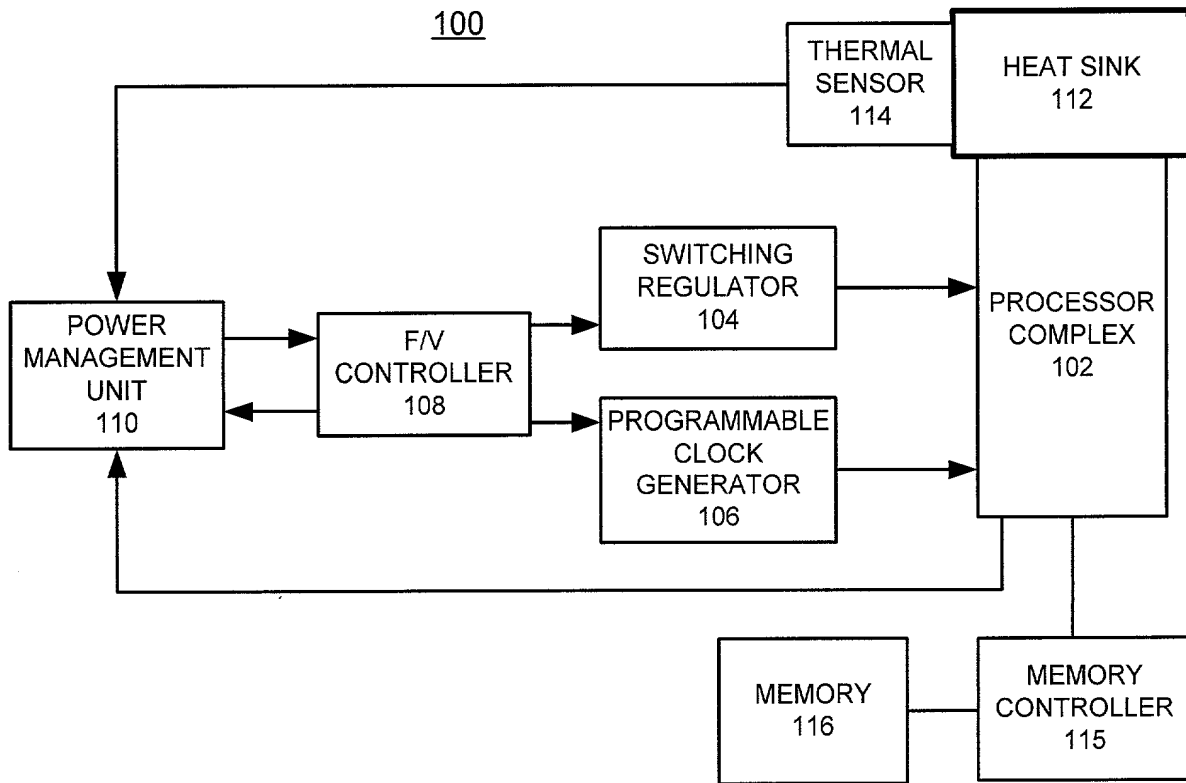 100
THERMAL
SENSOR
114
HEAT SINK
112
SWITCHING
REGULATOR
104
PROCESSOR
COMPLEX
102
POWER
MANAGEMENT
UNIT
110
F/V
CONTROLLER
108
PROGRAMMABLE
CLOCK
GENERATOR
106
MEMORY
116
MEMORY
CONTROLLER
115